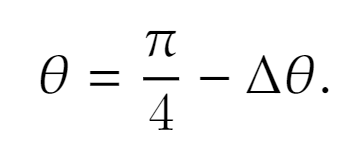 θ = π/4 − Δθ.